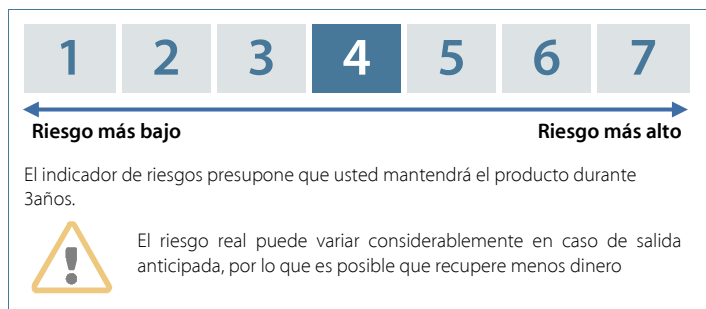 1 2 3 4 5 6 7
Riesgo más bajo Riesgo más alto
El indicador de riesgos presupone que usted mantendrá el producto durante
3años.
El riesgo real puede variar considerablemente en caso de salida
anticipada, por lo que es posible que recupere menos dinero